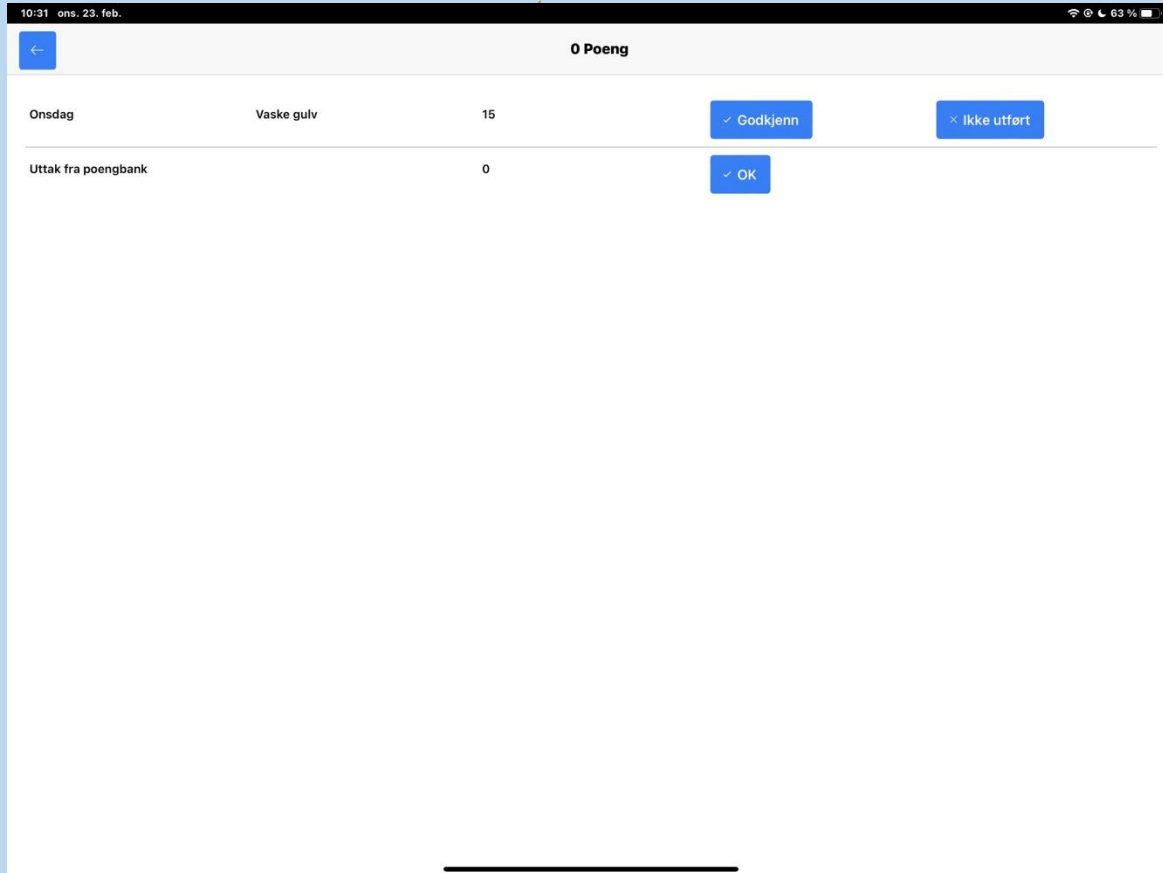 10:31 ons. 23. feb. 63 %
0 Poeng
Onsdag Vaske gulv 15 Godkjenn Ikke utført
Uttak fra poengbank 0 OK